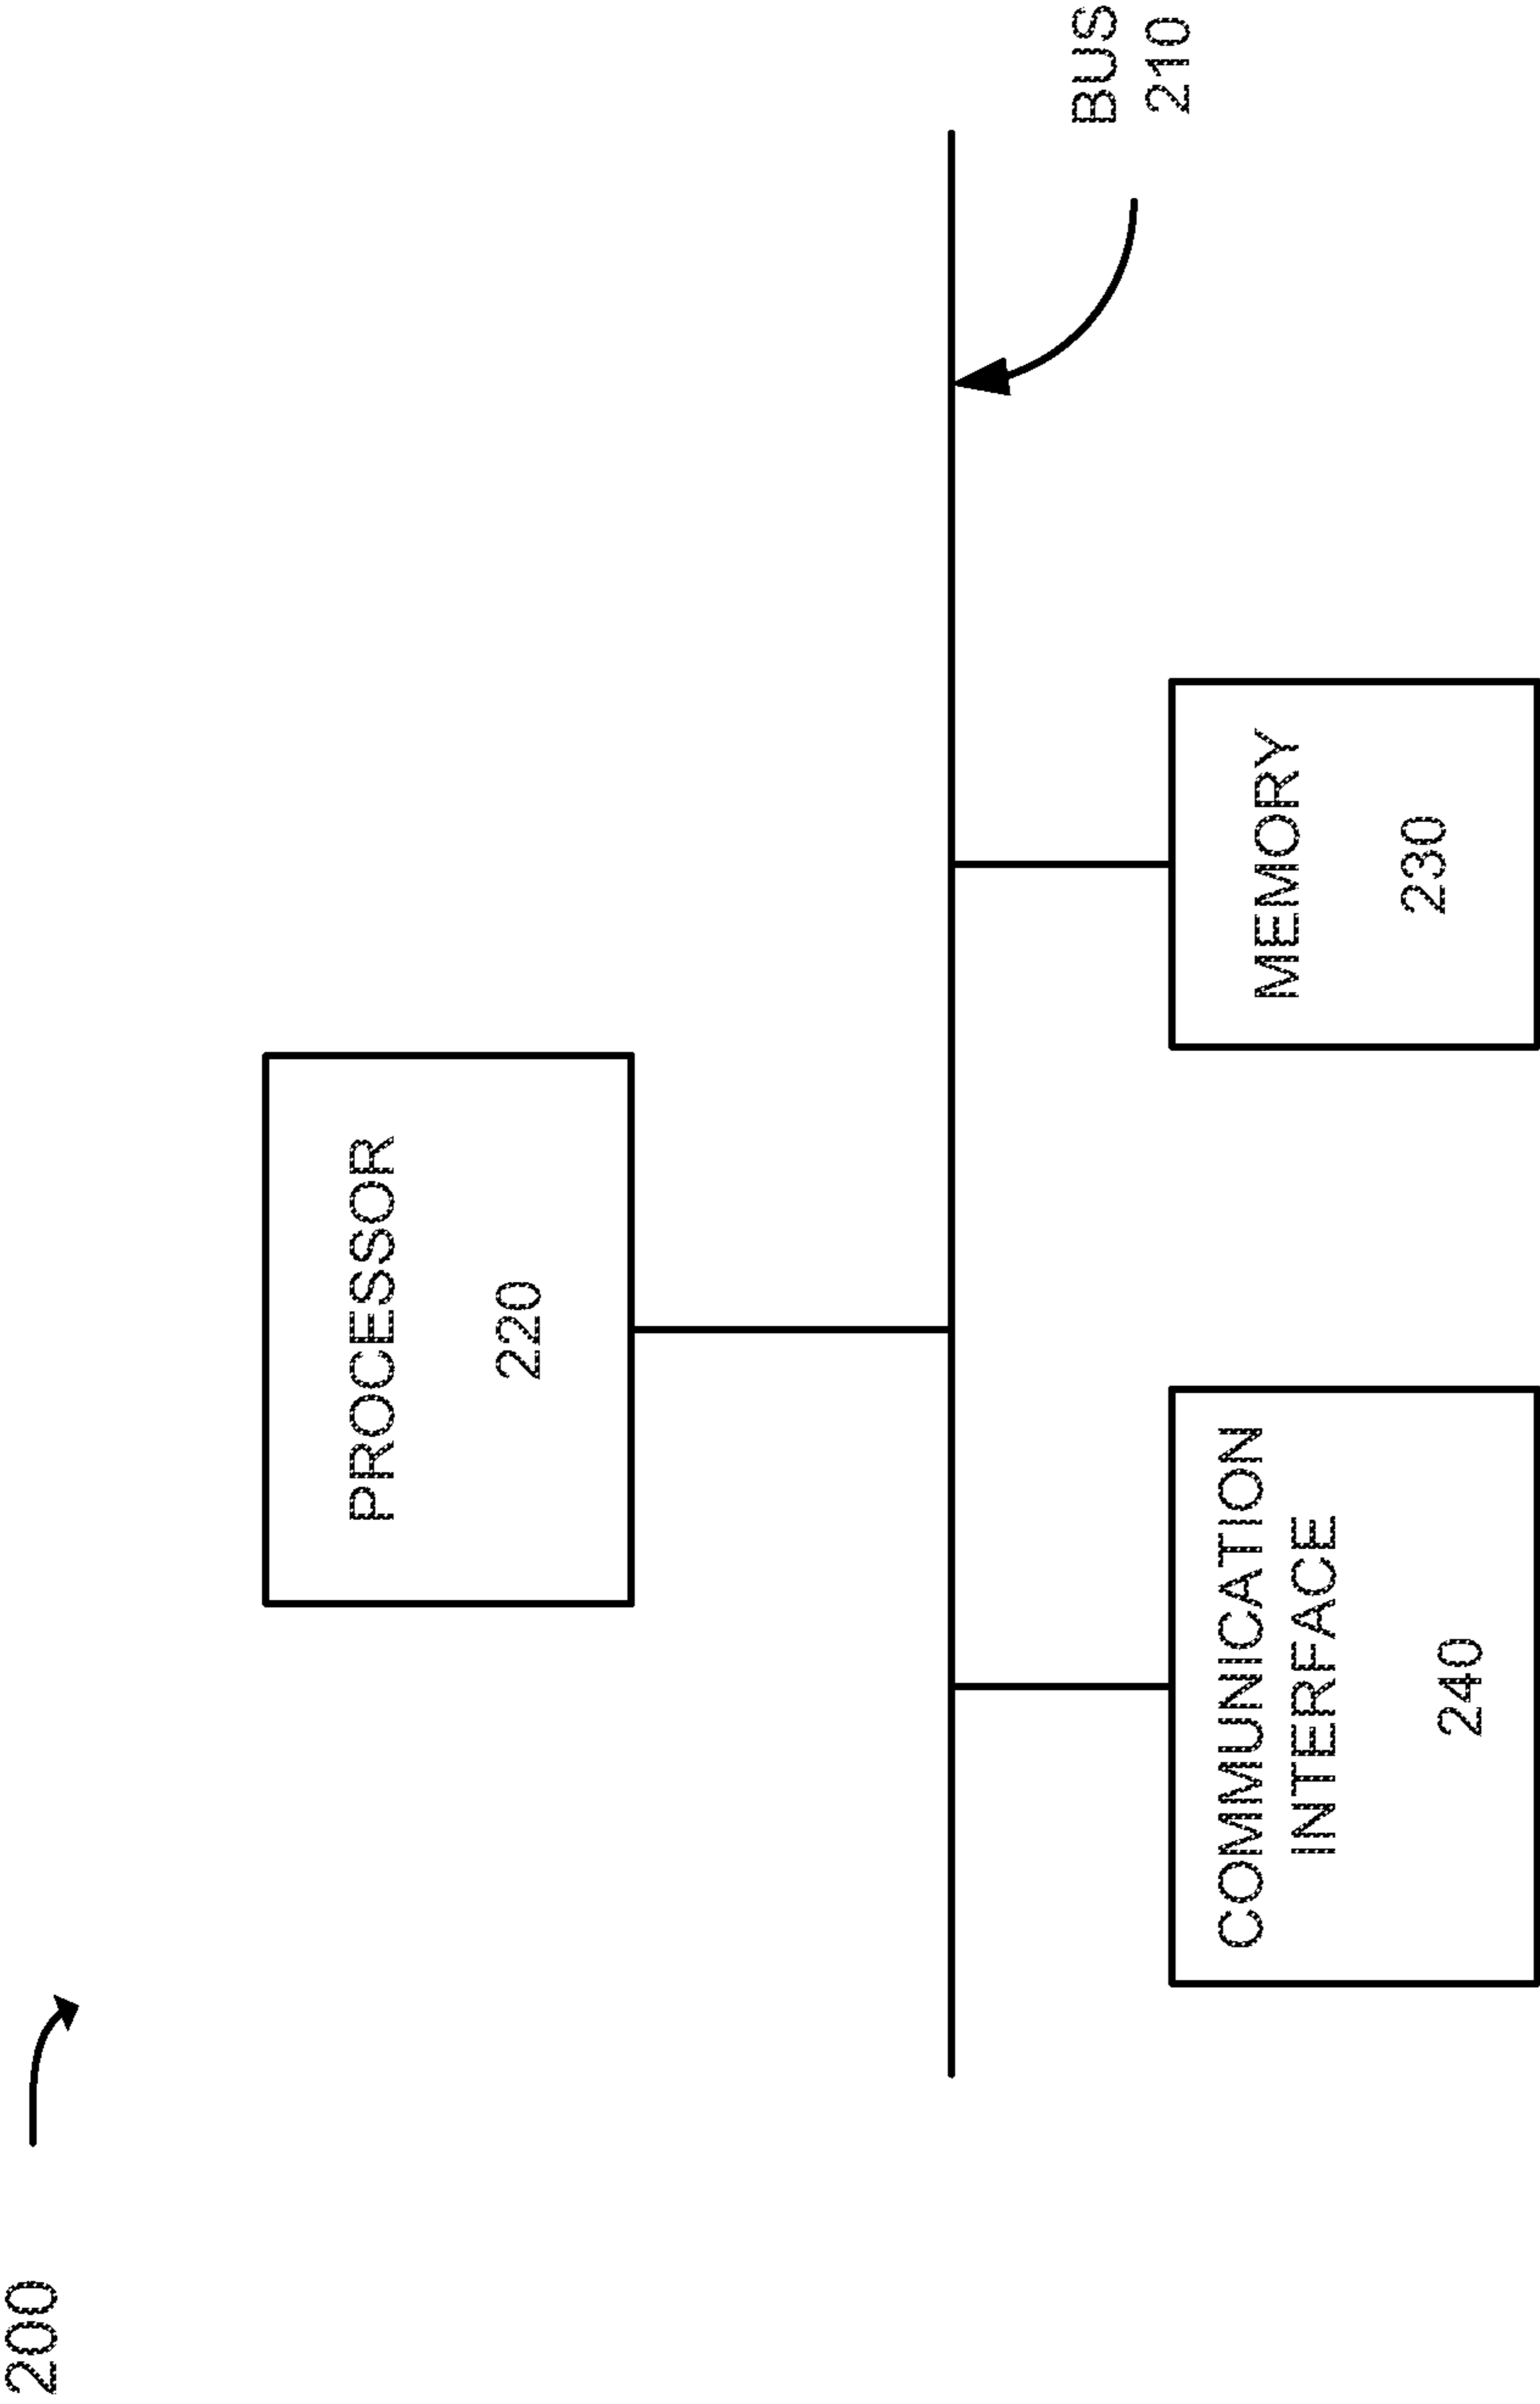 200
PROCESSOR
220
BUS
210
COMMUNICATION
INTERFACE
240
MEMORY
230